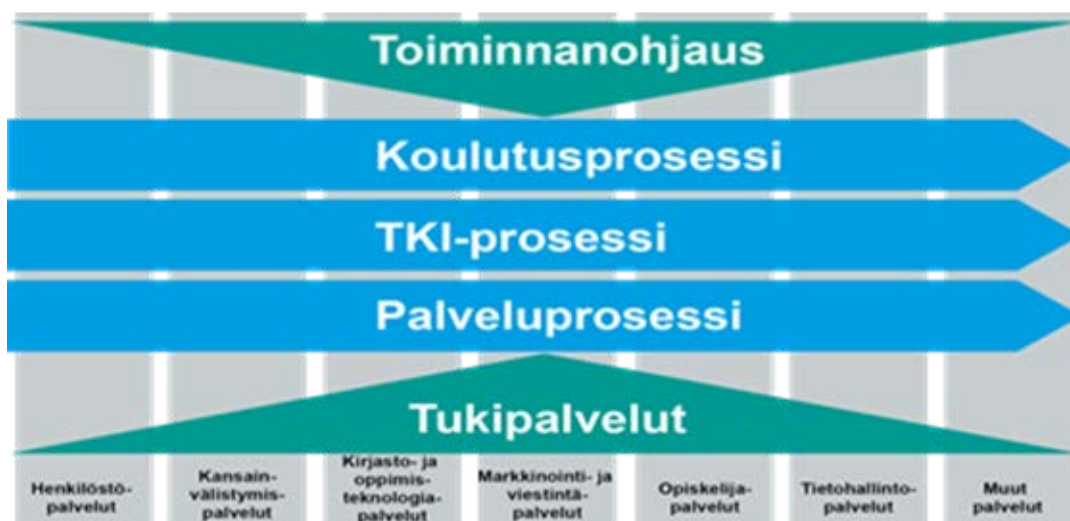 Toiminnanohjaus
Koulutusprosessi
TKI-prosessi
Palveluprosessi
Tukipalvelut
Henkilöstö-
palvelut
Kansain-
välistymis-
palvelut
Kirjasto- ja
oppimis-
teknologia-
palvelut
Markkinointi- ja
viestintä-
palvelut
Opiskelija-
palvelut
Tietohallinto-
palvelut
Muut
palvelut